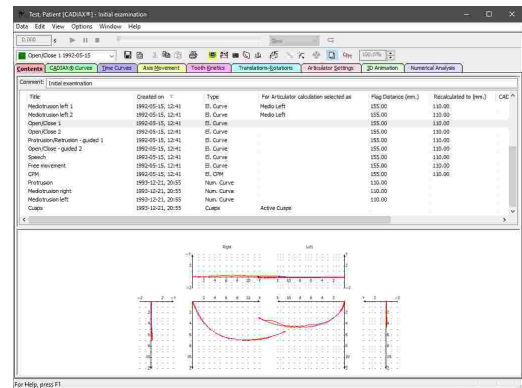 Test, Patient [CADIAX®] - Initial examination
Data Edit View Options Window Help
0.000
100.0%
Open/Close 1 1992-05-15
Contents CADIAX® Curves Time Curves Axis Movement Tooth Kinetics Translations-Rotations Articulator Settings 3D Animation Numerical Analysis
Comment: Initial examination
Title Created on Type For Articulator calculation selected as Flag Distance (mm.) Recalculated to (mm.) CAD
Mediotrusion left 1 1992-05-15, 12:41 El. Curve Medio Left 155.00 110.00
Mediotrusion left 2 1992-05-15, 12:41 El. Curve Medio Left 155.00 110.00
Open/Close 1 1992-05-15, 12:41 El. Curve 155.00 110.00
Open/Close 2 1992-05-15, 12:41 El. Curve 155.00 110.00
Protrusion/Retrusion - guided 1 1992-05-15, 12:41 El. Curve 155.00 110.00
Open/Close - guided 2 1992-05-15, 12:41 El. Curve 155.00 110.00
Speech 1992-05-15, 12:41 El. Curve 155.00 110.00
Free movement 1992-05-15, 12:41 El. Curve 155.00 110.00
CPM 1992-05-15, 12:41 El. CPM 155.00 110.00
Protrusion 1993-12-21, 20:55 Num. Curve 110.00
Mediotrusion right 1993-12-21, 20:55 Num. Curve 110.00
Mediotrusion left 1993-12-21, 20:55 Num. Curve 110.00
Cusps 1993-12-21, 20:55 Cusps Active Cusps
Right Left
For Help, press F1